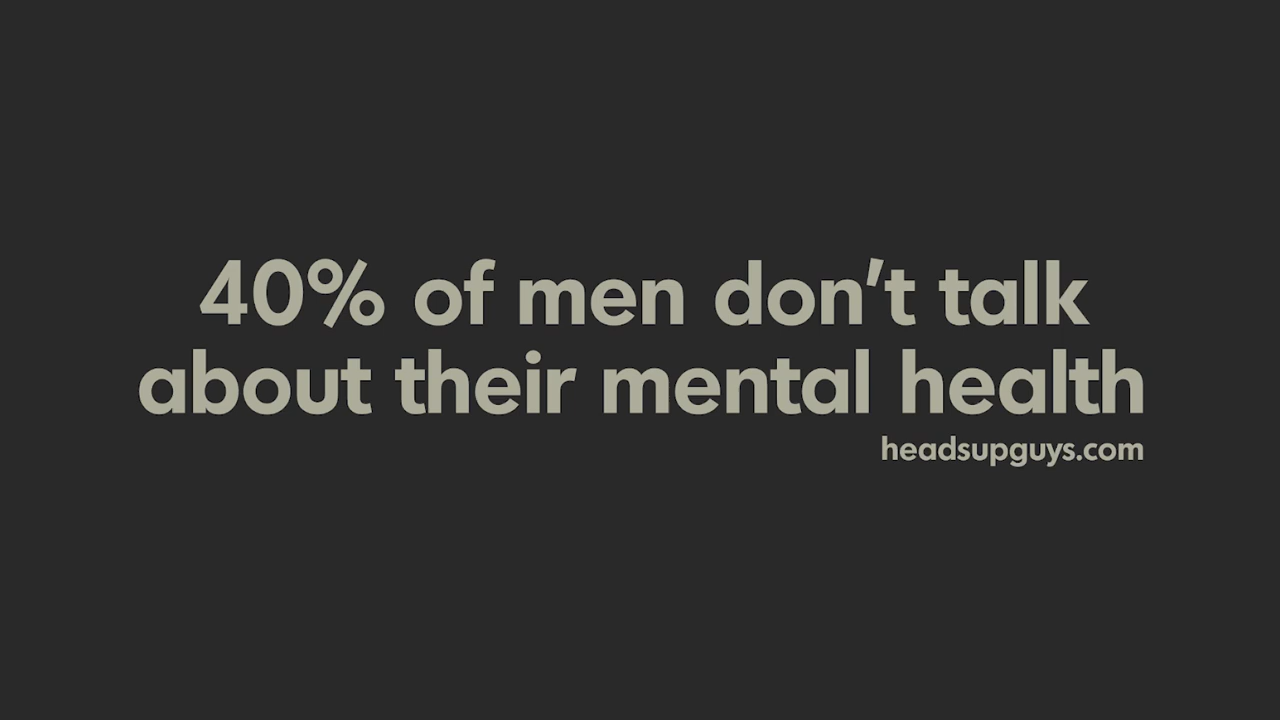 40% of men don’t talk
about their mental health
headsupguys.com